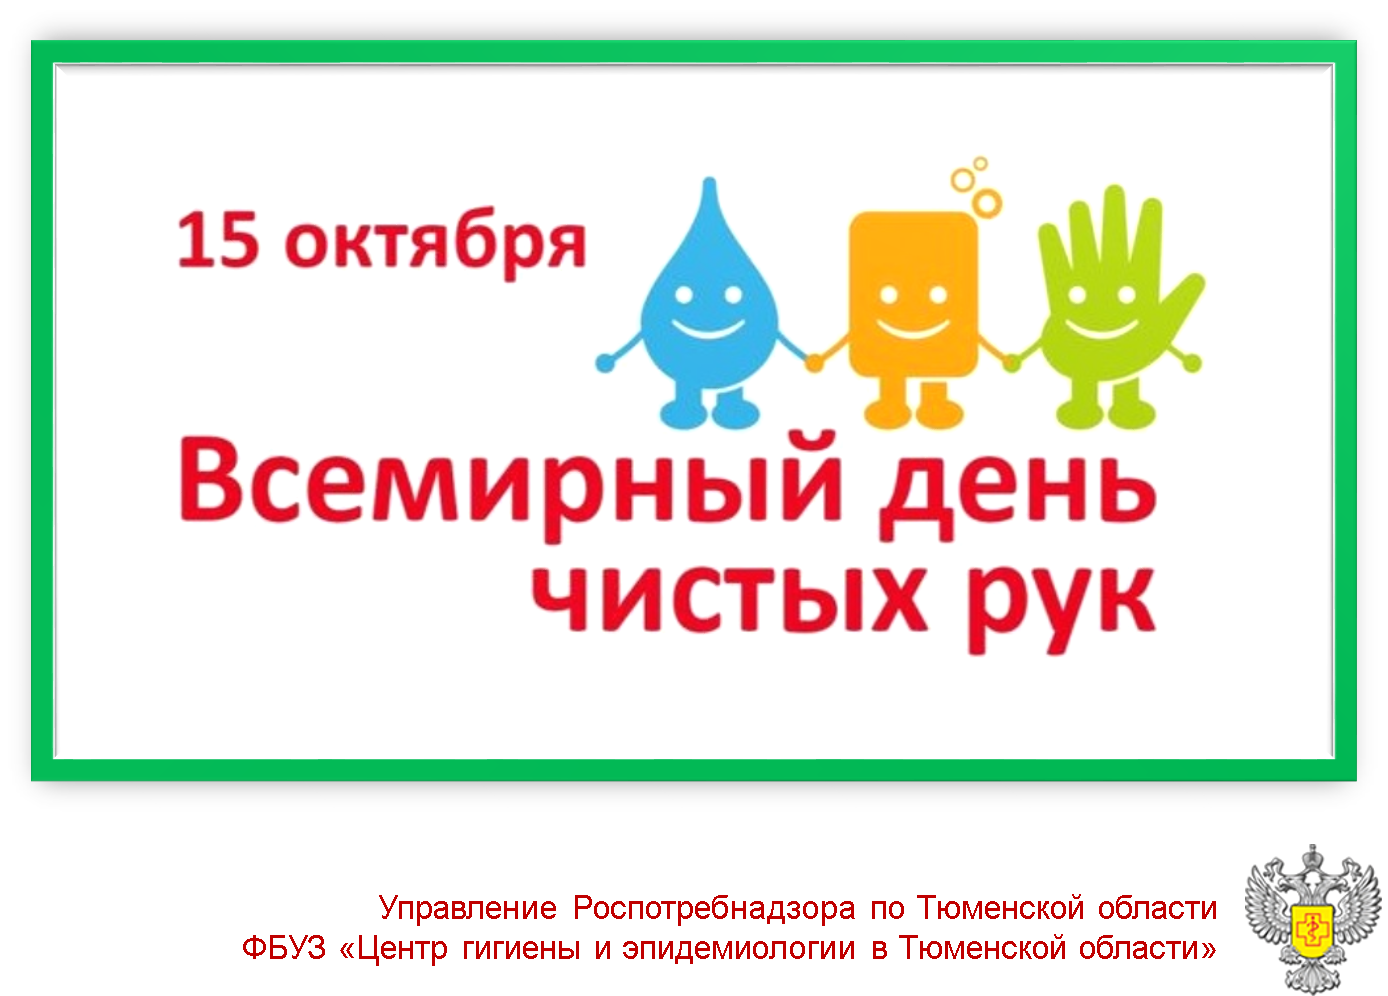 15 октября
Всемирный день
чистых рук
Управление Роспотребнадзора по Тюменской области
ФБУЗ «Центр гигиены и эпидемиологии в Тюменской области»